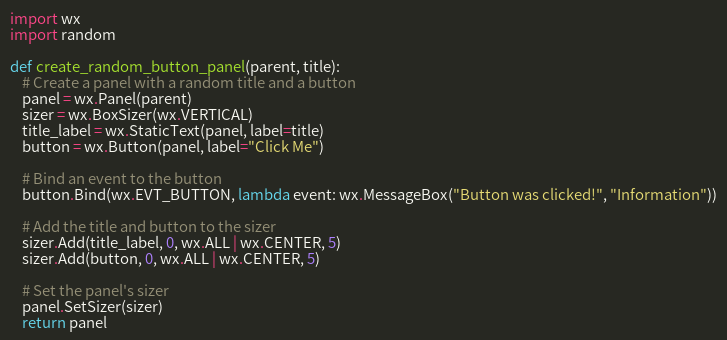 import wx
import random

def create_random_button_panel(parent, title):
    # Create a panel with a random title and a button
    panel = wx.Panel(parent)
    sizer = wx.BoxSizer(wx.VERTICAL)
    title_label = wx.StaticText(panel, label=title)
    button = wx.Button(panel, label="Click Me")

    # Bind an event to the button
    button.Bind(wx.EVT_BUTTON, lambda event: wx.MessageBox("Button was clicked!", "Information"))

    # Add the title and button to the sizer
    sizer.Add(title_label, 0, wx.ALL | wx.CENTER, 5)
    sizer.Add(button, 0, wx.ALL | wx.CENTER, 5)

    # Set the panel's sizer
    panel.SetSizer(sizer)
    return panel